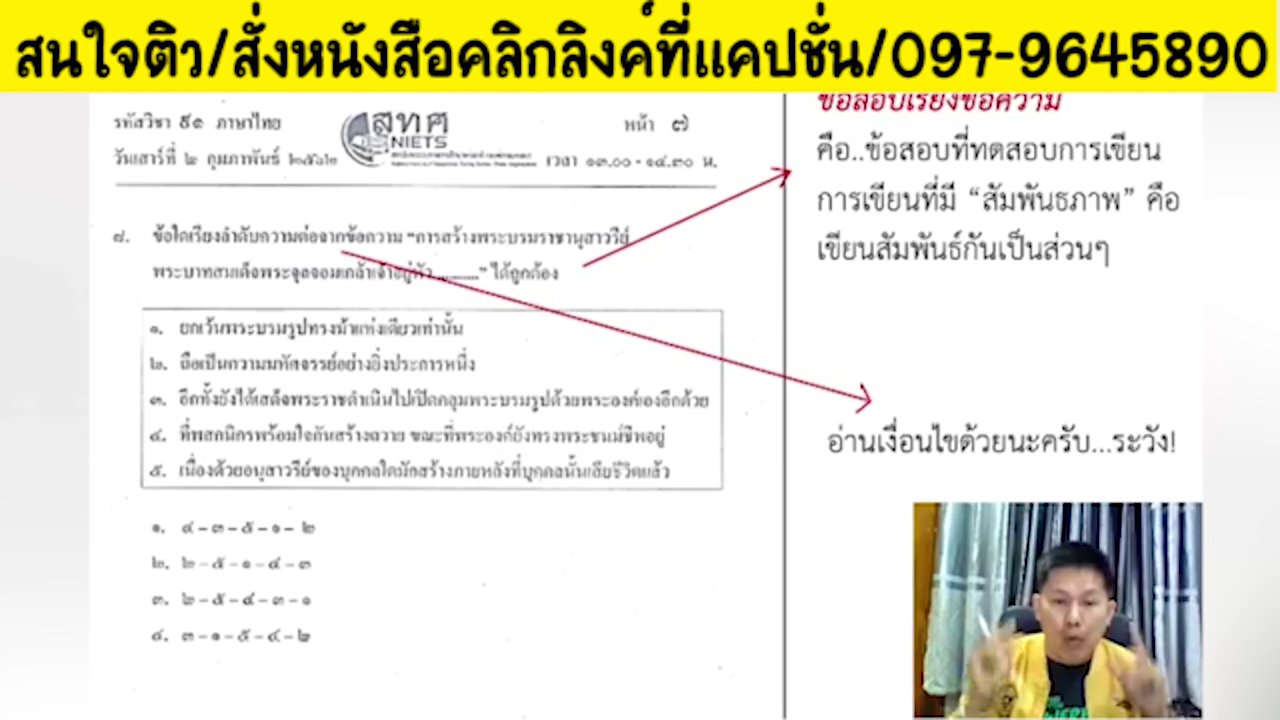 สนใจติว/สั่งหนังสือคลิกลิงค์ที่แคปชั่น/097-9645890
รหัสวิชา ๕๑ ภาษาไทย
สทศ
NIETS
หน้า ๗
วันเสาร์ที่ ๒ กุมภาพันธ์ ๒๕๖๒
เวลา ๑๓.๐๐ - ๑๔.๓๐ น.
๘. ข้อใดเรียงลำดับความต่อจากข้อความ "การสร้างพระบรมราชานุสาวรีย์
พระบาทสมเด็จพระจุลจอมเกล้าเจ้าอยู่หัว..........." ได้ถูกต้อง
๑. ยกเว้นพระบรมรูปทรงม้าแห่งเดียวเท่านั้น
๒. ถือเป็นความมหัศจรรย์อย่างยิ่งประการหนึ่ง
๓. อีกทั้งยังได้เสด็จพระราชดำเนินไปเปิดคลุมพระบรมรูปด้วยพระองค์เองอีกด้วย
๔. ที่พสกนิกรพร้อมใจกันสร้างถวาย ขณะที่พระองค์ยังทรงพระชนม์ชีพอยู่
๕. เนื่องด้วยอนุสาวรีย์ของบุคคลใดมักสร้างภายหลังที่บุคคลนั้นเสียชีวิตแล้ว
๑. ๔ - ๓ - ๕ - ๑ - ๒
๒. ๒ - ๕ - ๑ - ๔ - ๓
๓. ๒ - ๕ - ๔ - ๓ - ๑
๔. ๓ - ๑ - ๕ - ๔ - ๒
ข้อสอบเรียงข้อความ
คือ..ข้อสอบที่ทดสอบการเขียน
การเขียนที่มี “สัมพันธภาพ” คือ
เขียนสัมพันธ์กันเป็นส่วนๆ
อ่านเงื่อนไขด้วยนะครับ...ระวัง!